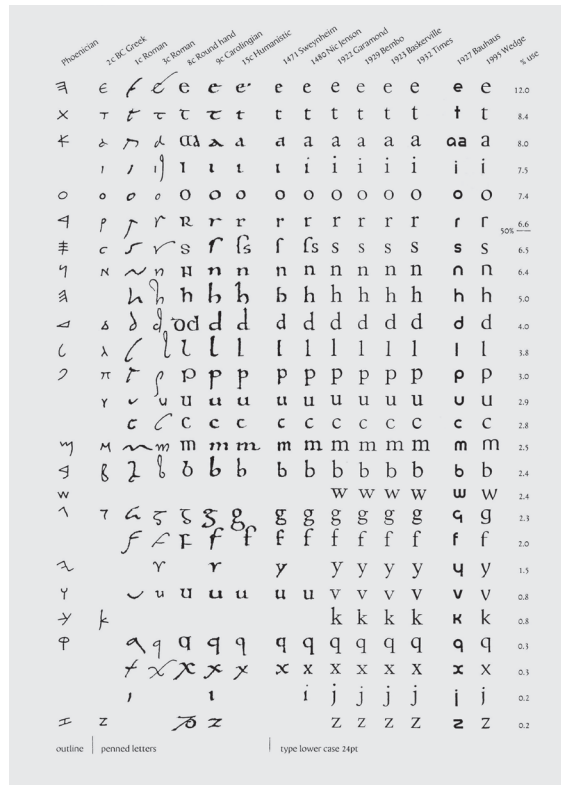 Phoenician 2c BC Greek 1c Roman 3c Roman 8c Round hand 9c Carolingian 15c Humanistic 1471 Sweynheim 1480 Nic Jenson 1922 Garamond 1929 Bembo 1923 Baskerville 1932 Times 1927 Bauhaus 1995 Wedge % use
e e e e e e e e e e e e 12.0
t t t t t t t t t t t 8.4
a a a a a a a a aa a 8.0
ı ı ı ı i i i i i i i 7.5
o o o o o o o o o o o o o o o 7.4
r r r r r r r r r r r 6.6
50%
s ſ ſs ſ ſs s s s s s s 6.5
n n n n n n n n n n n 6.4
h h h h b h h h h h h h h 5.0
d d d d d d d d d d d d 4.0
l l l l l l l l l l l l 3.8
π p p p p p p p p p p p 3.0
u u u u u u u u u u u u 2.9
c c c c c c c c c c c c 2.8
M m m m m m m m m m m m m 2.5
b b b b b b b b b b b b 2.4
w w w w w w w 2.4
g g g g g g g g g 2.3
f f f f f f f f f f f f f 2.0
y y y y y y y 1.5
u u u u u u v v v v v v 0.8
k k k k k k k 0.8
q q q q q q q q q q q q q 0.3
x x x x x x x x x x x x x 0.3
ı ı i j j j j j j 0.2
z z z z z z z z 0.2
outline penned letters type lower case 24pt